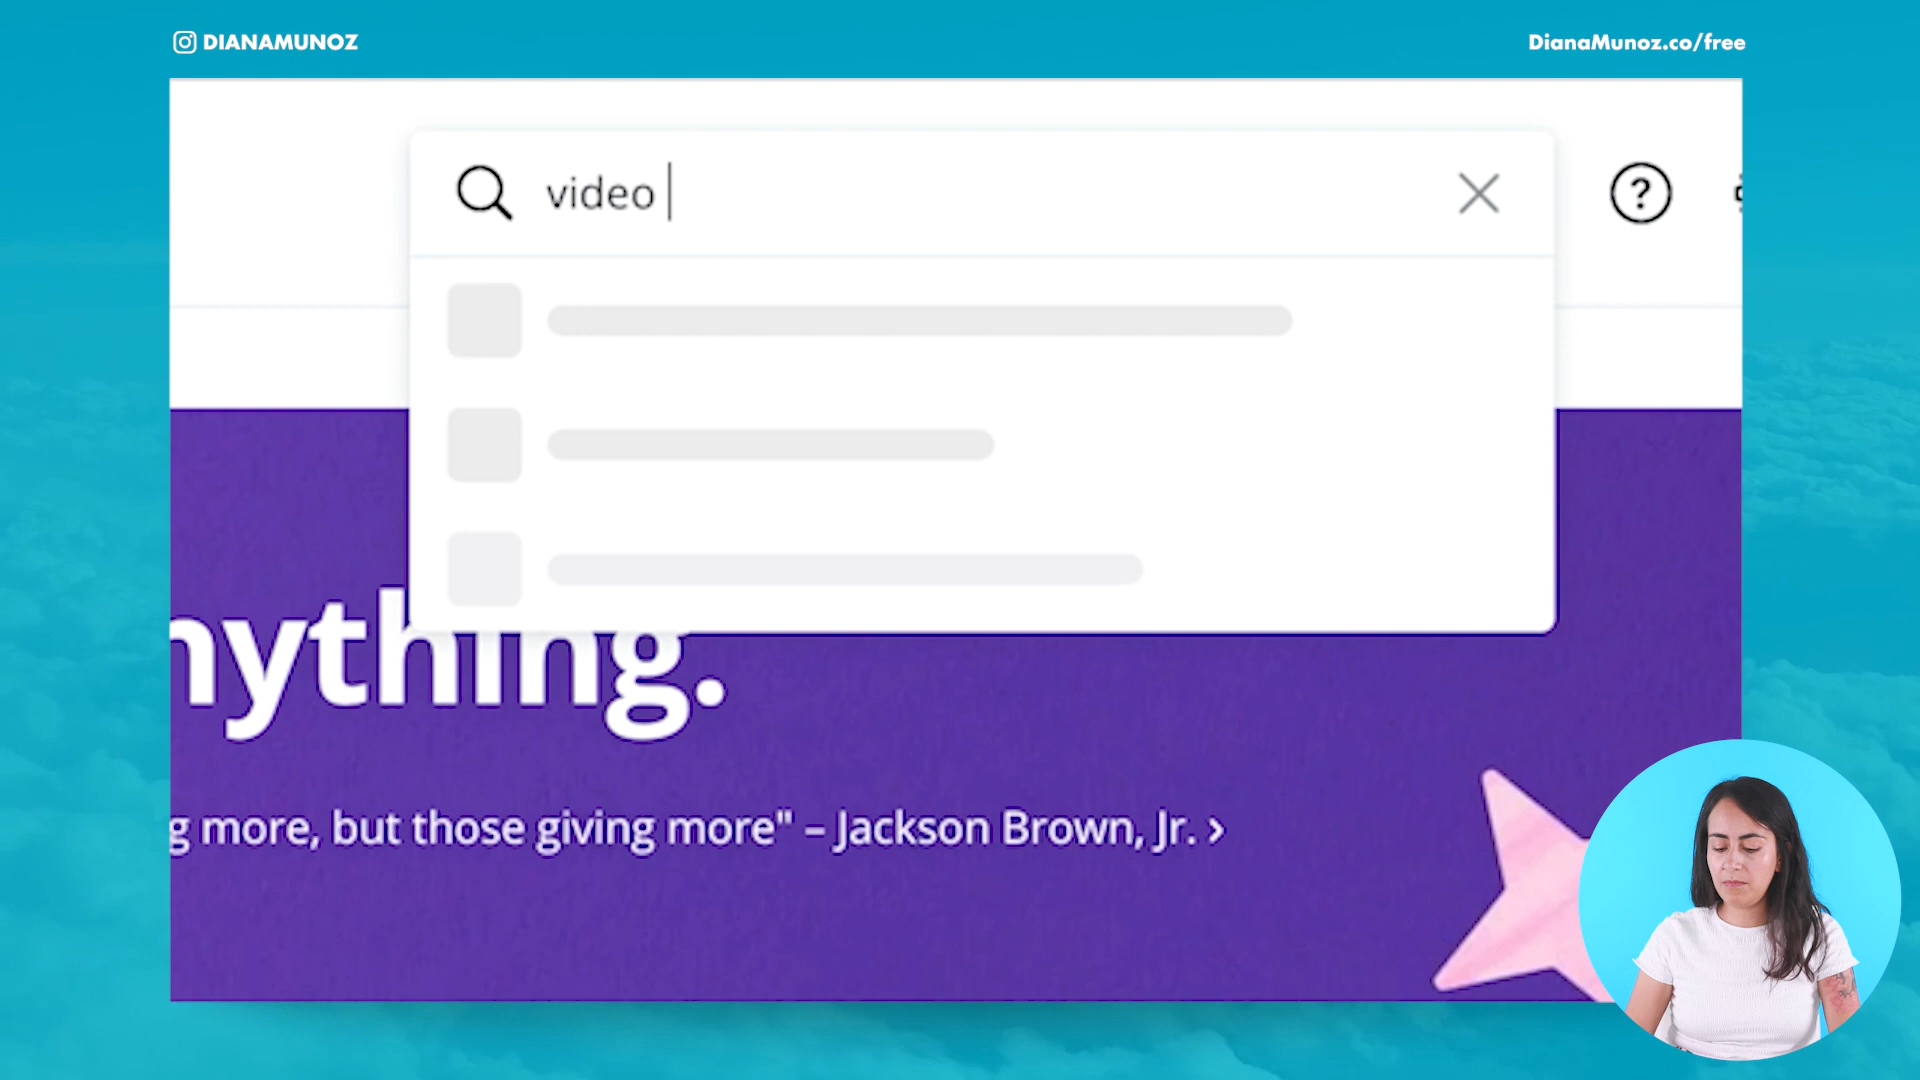 DIANAMUNOZ
DianaMunoz.co/free
video
?
nything.
g more, but those giving more" – Jackson Brown, Jr. ›